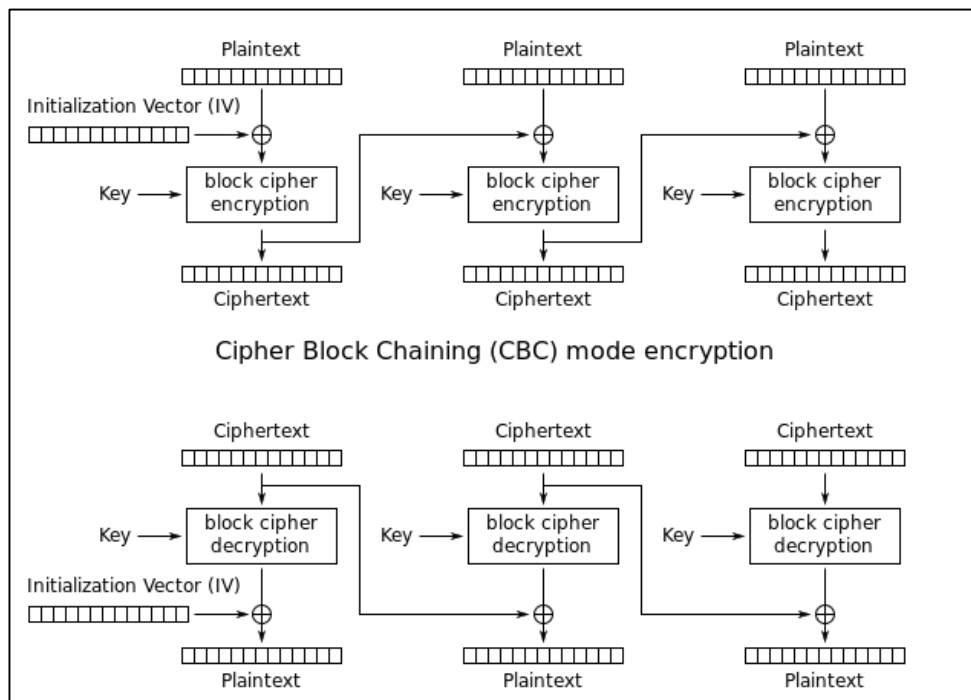 Plaintext Plaintext Plaintext
Initialization Vector (IV)
Key block cipher encryption Key block cipher encryption Key block cipher encryption
Ciphertext Ciphertext Ciphertext
Cipher Block Chaining (CBC) mode encryption
Ciphertext Ciphertext Ciphertext
Key block cipher decryption Key block cipher decryption Key block cipher decryption
Initialization Vector (IV)
Plaintext Plaintext Plaintext